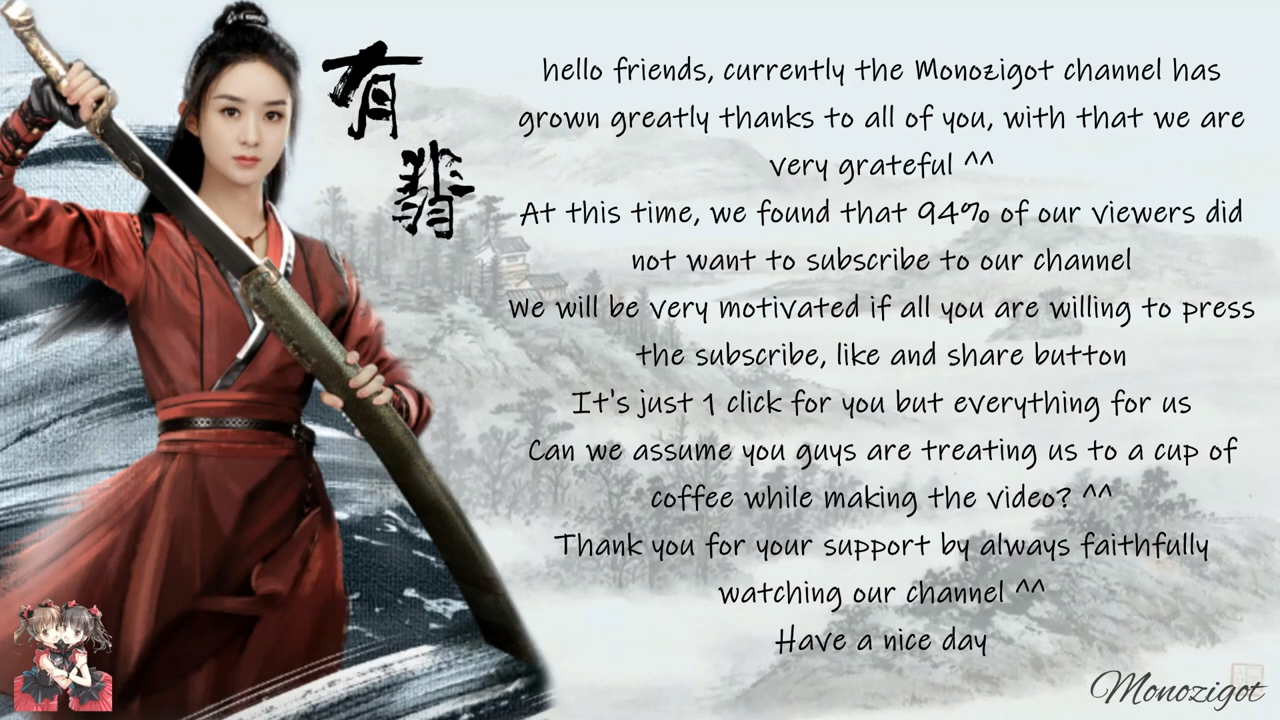 有翡
hello friends, currently the Monozigot channel has
grown greatly thanks to all of you, with that we are
very grateful ^^
At this time, we found that 94% of our viewers did
not want to subscribe to our channel
We will be very motivated if all you are willing to press
the subscribe, like and share button
It's just 1 click for you but everything for us
Can we assume you guys are treating us to a cup of
coffee while making the video? ^^
Thank you for your support by always faithfully
watching our channel ^^
Have a nice day
Monozigot